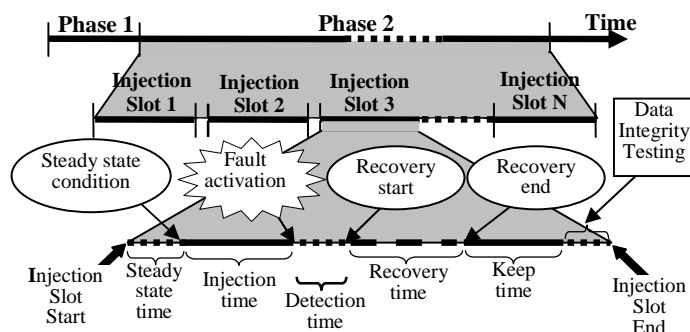 Phase 1
Phase 2
Time
Injection
Slot 1
Injection
Slot 2
Injection
Slot 3
Injection
Slot N
Data
Integrity
Testing
Steady state
condition
Fault
activation
Recovery
start
Recovery
end
Injection
Slot
Start
Steady
state
time
Injection
time
Detection
time
Recovery
time
Keep
time
Injection
Slot
End